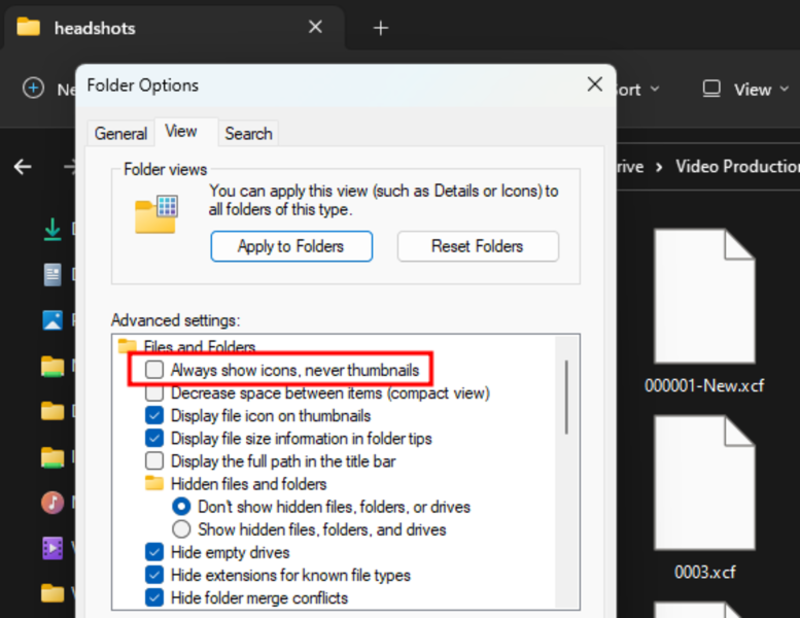 headshots
Folder Options
ort
View
General
View
Search
rive > Video Production
Folder views
You can apply this view (such as Details or Icons) to
all folders of this type.
Apply to Folders
Reset Folders
Advanced settings:
Files and Folders
Always show icons, never thumbnails
Decrease space between items (compact view)
Display file icon on thumbnails
Display file size information in folder tips
Display the full path in the title bar
Hidden files and folders
Don't show hidden files, folders, or drives
Show hidden files, folders, and drives
Hide empty drives
Hide extensions for known file types
Hide folder merge conflicts
000001-New.xcf
0003.xcf